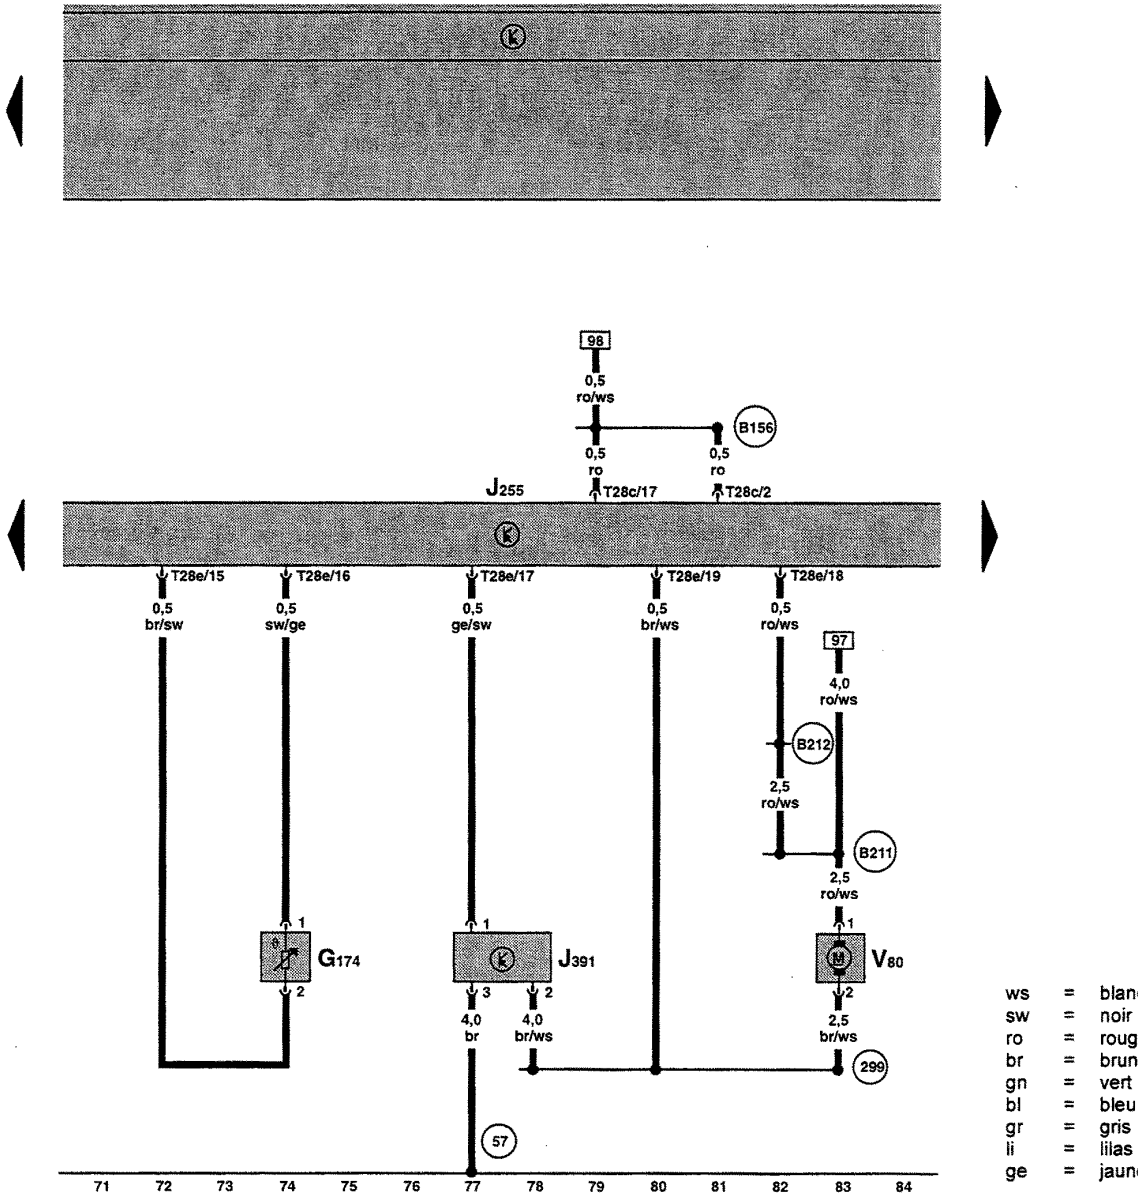 98
0,5
ro/ws
B156
0,5
ro
0,5
ro
J255
T28c/17
T28c/2
T28e/15
T28e/16
T28e/17
T28e/19
T28e/18
0,5
br/sw
0,5
sw/ge
0,5
ge/sw
0,5
br/ws
0,5
ro/ws
97
4,0
ro/ws
B212
2,5
ro/ws
B211
2,5
ro/ws
1
1
1
θ
G174
J391
M
V80
2
3
2
2
4,0
br
4,0
br/ws
2,5
br/ws
299
57
71 72 73 74 75 76 77 78 79 80 81 82 83 84
ws = blan
sw = noir
ro = roug
br = brun
gn = vert
bl = bleu
gr = gris
li = lilas
ge = jaun